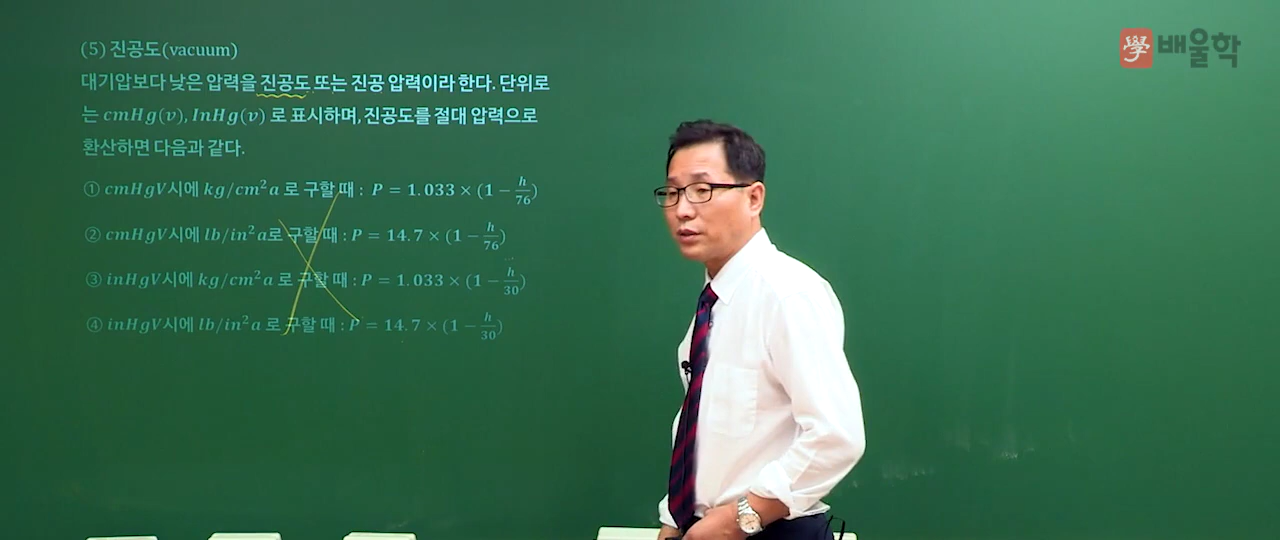 (5) 진공도(vacuum)
대기압보다 낮은 압력을 진공도 또는 진공 압력이라 한다. 단위로
는 cmHg(v), InHg(v) 로 표시하며, 진공도를 절대 압력으로
환산하면 다음과 같다.
① cmHgV시에 kg/cm²a 로 구할 때 : P = 1.033 × (1 − h/76)
② cmHgV시에 lb/in²a로 구할 때 : P = 14.7 × (1 − h/76)
③ inHgV시에 kg/cm²a 로 구할 때 : P = 1.033 × (1 − h/30)
④ inHgV시에 lb/in²a 로 구할 때 : P = 14.7 × (1 − h/30)
學 배울학